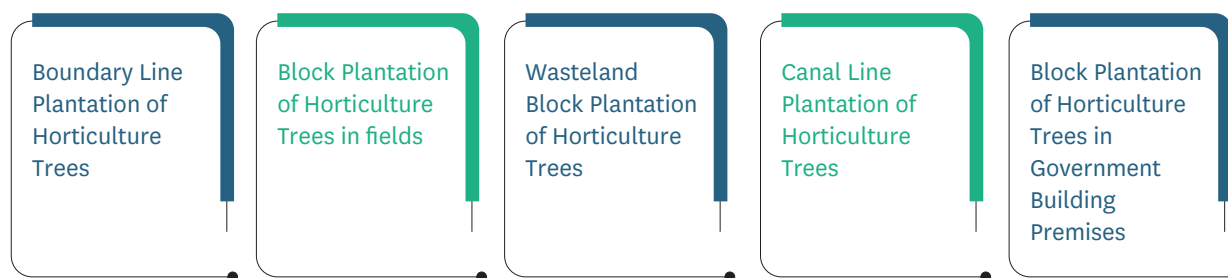 Boundary Line
Plantation of
Horticulture
Trees
Block Plantation
of Horticulture
Trees in fields
Wasteland
Block Plantation
of Horticulture
Trees
Canal Line
Plantation of
Horticulture
Trees
Block Plantation
of Horticulture
Trees in
Government
Building
Premises